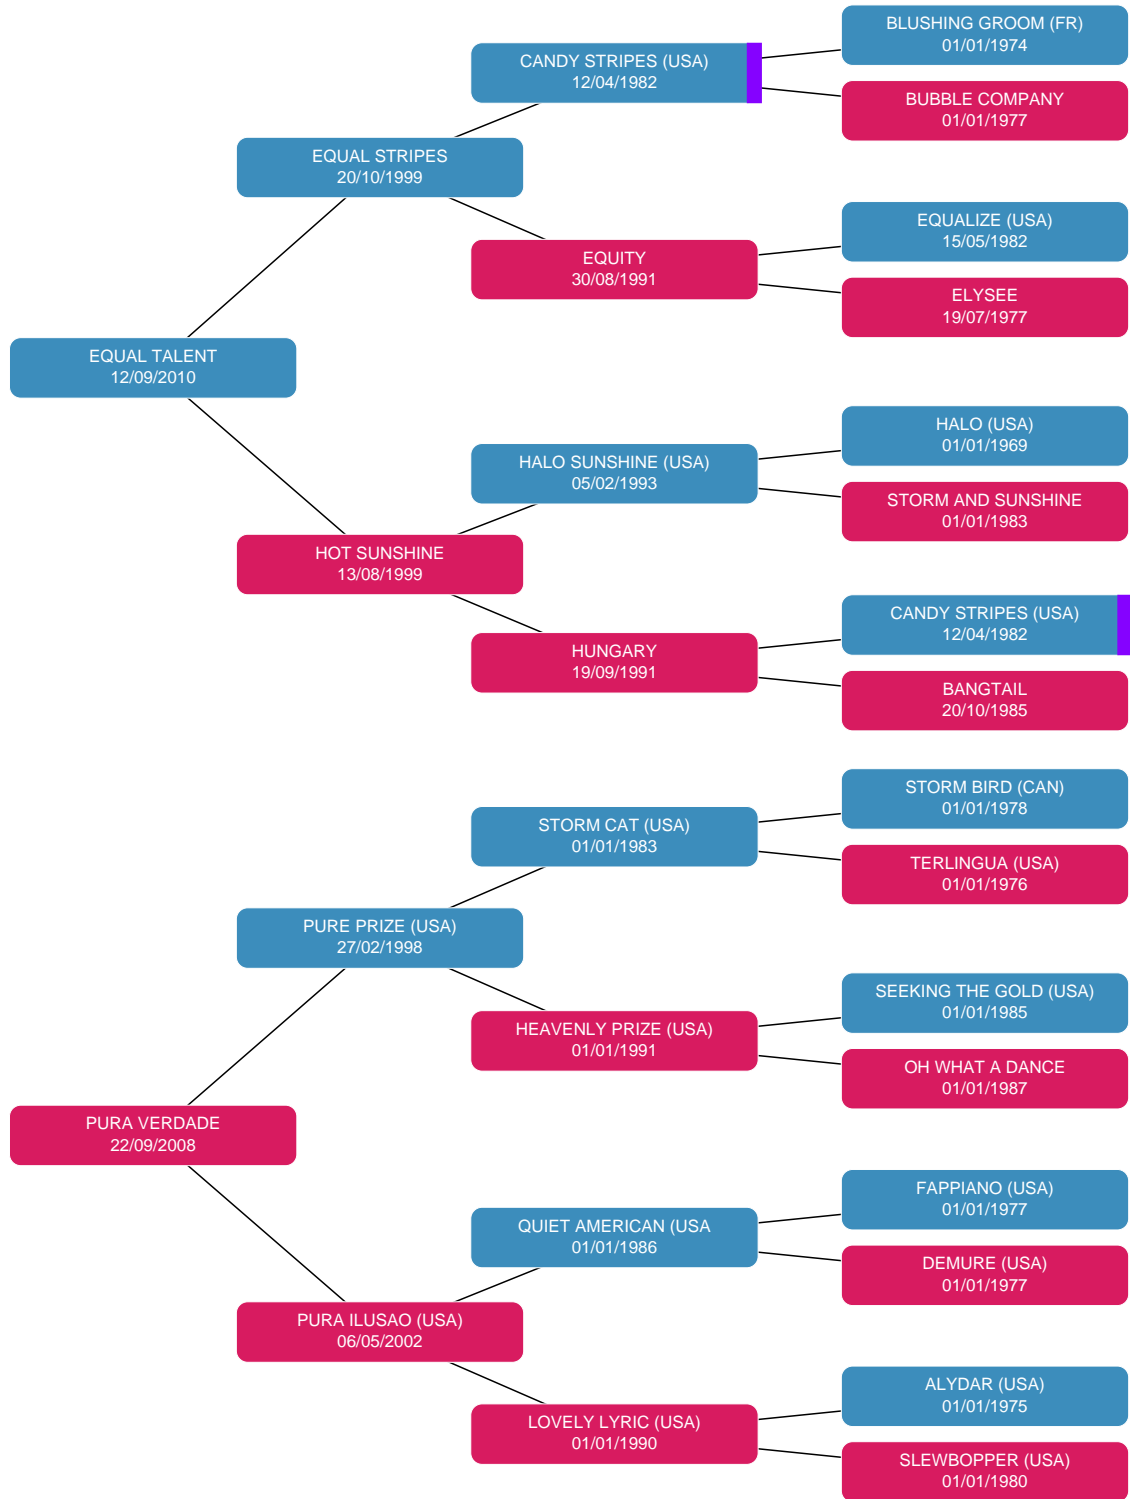 BLUSHING GROOM (FR)
01/01/1974
CANDY STRIPES (USA)
12/04/1982
BUBBLE COMPANY
01/01/1977
EQUAL STRIPES
20/10/1999
EQUALIZE (USA)
15/05/1982
EQUITY
30/08/1991
ELYSEE
19/07/1977
EQUAL TALENT
12/09/2010
HALO (USA)
01/01/1969
HALO SUNSHINE (USA)
05/02/1993
STORM AND SUNSHINE
01/01/1983
HOT SUNSHINE
13/08/1999
CANDY STRIPES (USA)
12/04/1982
HUNGARY
19/09/1991
BANGTAIL
20/10/1985
STORM BIRD (CAN)
01/01/1978
STORM CAT (USA)
01/01/1983
TERLINGUA (USA)
01/01/1976
PURE PRIZE (USA)
27/02/1998
SEEKING THE GOLD (USA)
01/01/1985
HEAVENLY PRIZE (USA)
01/01/1991
OH WHAT A DANCE
01/01/1987
PURA VERDADE
22/09/2008
FAPPIANO (USA)
01/01/1977
QUIET AMERICAN (USA
01/01/1986
DEMURE (USA)
01/01/1977
PURA ILUSAO (USA)
06/05/2002
ALYDAR (USA)
01/01/1975
LOVELY LYRIC (USA)
01/01/1990
SLEWBOPPER (USA)
01/01/1980